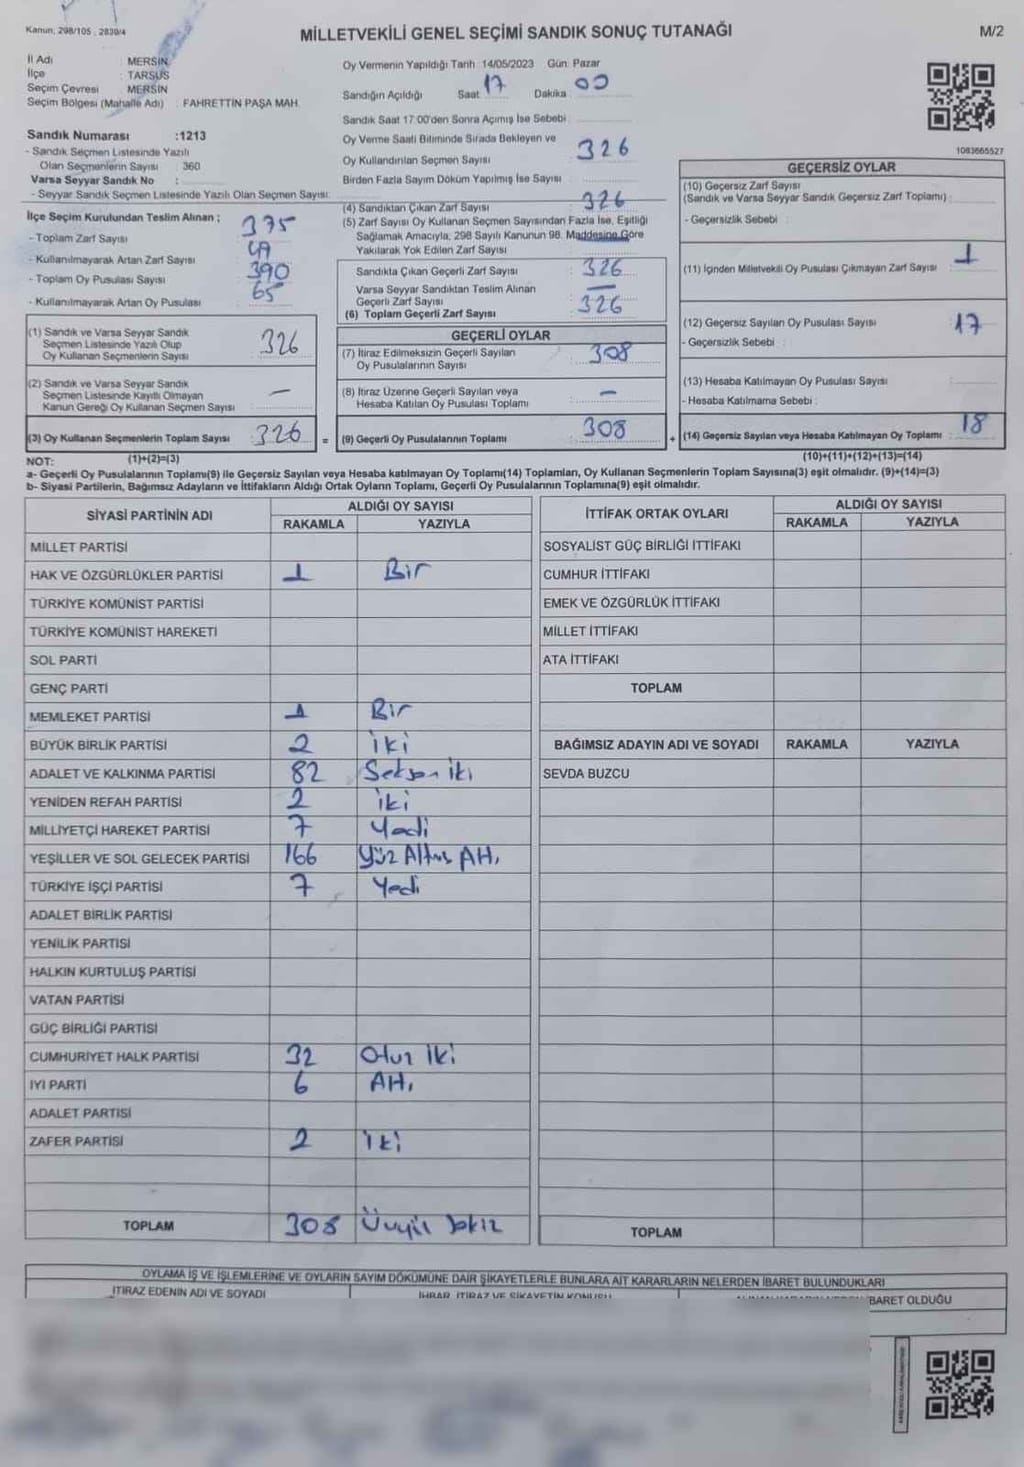 Kanun, 298/105 , 2839/4
MİLLETVEKİLİ GENEL SEÇİMİ SANDIK SONUÇ TUTANAĞI
M/2
İl Adı : MERSİN
İlçe : TARSUS
Seçim Çevresi MERSİN
Seçim Bölgesi (Mahalle Adı) : FAHRETTİN PAŞA MAH.
Sandık Numarası :1213
- Sandık Seçmen Listesinde Yazılı
Olan Seçmenlerin Sayısı : 360
Varsa Seyyar Sandık No :
- Seyyar Sandık Seçmen Listesinde Yazılı Olan Seçmen Sayısı:
Oy Vermenin Yapıldığı Tarih :14/05/2023 Gün: Pazar
Sandığın Açıldığı Saat 17 Dakika : 00
Sandık Saat 17:00'den Sonra Açımış İse Sebebi :
Oy Verme Saati Bitiminde Sırada Bekleyen ve
Oy Kullandırılan Seçmen Sayısı : 326
Birden Fazla Sayım Döküm Yapılmış İse Sayısı :
1083665527
İlçe Seçim Kurulundan Teslim Alınan ;
- Toplam Zarf Sayısı 375
- Kullanılmayarak Artan Zarf Sayısı 49
- Toplam Oy Pusulası Sayısı 390
- Kullanılmayarak Artan Oy Pusulası 65
(1) Sandık ve Varsa Seyyar Sandık
Seçmen Listesinde Yazılı Olup
Oy Kullanan Seçmenlerin Sayısı : 326
(2) Sandık ve Varsa Seyyar Sandık
Seçmen Listesinde Kayıtlı Olmayan
Kanun Gereği Oy Kullanan Seçmen Sayısı : —
(3) Oy Kullanan Seçmenlerin Toplam Sayısı : 326 =
(4) Sandıktan Çıkan Zarf Sayısı : 326
(5) Zarf Sayısı Oy Kullanan Seçmen Sayısından Fazla İse, Eşitliği
Sağlamak Amacıyla, 298 Sayılı Kanunun 98. Maddesine Göre
Yakılarak Yok Edilen Zarf Sayısı
Sandıkta Çıkan Geçerli Zarf Sayısı : 326
Varsa Seyyar Sandıktan Teslim Alınan
Geçerli Zarf Sayısı : —
(6) Toplam Geçerli Zarf Sayısı : 326
GEÇERLİ OYLAR
(7) İtiraz Edilmeksizin Geçerli Sayılan
Oy Pusulalarının Sayısı : 308
(8) İtiraz Üzerine Geçerli Sayılan veya
Hesaba Katılan Oy Pusulası Toplamı : —
(9) Geçerli Oy Pusulalarının Toplamı : 308 +
GEÇERSİZ OYLAR
(10) Geçersiz Zarf Sayısı
(Sandık ve Varsa Seyyar Sandık Geçersiz Zarf Toplamı) :
- Geçersizlik Sebebi :
(11) İçinden Milletvekili Oy Pusulası Çıkmayan Zarf Sayısı : 1
(12) Geçersiz Sayılan Oy Pusulası Sayısı : 17
- Geçersizlik Sebebi :
(13) Hesaba Katılmayan Oy Pusulası Sayısı :
- Hesaba Katılmama Sebebi :
(14) Geçersiz Sayılan veya Hesaba Katılmayan Oy Toplamı : 18
NOT: (1)+(2)=(3) (10)+(11)+(12)+(13)=(14)
a- Geçerli Oy Pusulalarının Toplamı(9) ile Geçersiz Sayılan veya Hesaba katılmayan Oy Toplamı(14) Toplamları, Oy Kullanan Seçmenlerin Toplam Sayısına(3) eşit olmalıdır. (9)+(14)=(3)
b- Siyasi Partilerin, Bağımsız Adayların ve İttifakların Aldığı Ortak Oyların Toplamı, Geçerli Oy Pusulalarının Toplamına(9) eşit olmalıdır.
SİYASİ PARTİNİN ADI ALDIĞI OY SAYISI
RAKAMLA YAZIYLA
MİLLET PARTİSİ
HAK VE ÖZGÜRLÜKLER PARTİSİ 1 Bir
TÜRKİYE KOMÜNİST PARTİSİ
TÜRKİYE KOMÜNİST HAREKETİ
SOL PARTİ
GENÇ PARTİ
MEMLEKET PARTİSİ 1 Bir
BÜYÜK BİRLİK PARTİSİ 2 iki
ADALET VE KALKINMA PARTİSİ 82 Seksen iki
YENİDEN REFAH PARTİSİ 2 iki
MİLLİYETÇİ HAREKET PARTİSİ 7 Yedi
YEŞİLLER VE SOL GELECEK PARTİSİ 166 Yüz Altmış Altı
TÜRKİYE İŞÇİ PARTİSİ 7 Yedi
ADALET BİRLİK PARTİSİ
YENİLİK PARTİSİ
HALKIN KURTULUŞ PARTİSİ
VATAN PARTİSİ
GÜÇ BİRLİĞİ PARTİSİ
CUMHURİYET HALK PARTİSİ 32 Otuz iki
İYİ PARTİ 6 Altı
ADALET PARTİSİ
ZAFER PARTİSİ 2 iki
TOPLAM 308 Üçyüz Sekiz
İTTİFAK ORTAK OYLARI ALDIĞI OY SAYISI
RAKAMLA YAZIYLA
SOSYALİST GÜÇ BİRLİĞİ İTTİFAKI
CUMHUR İTTİFAKI
EMEK VE ÖZGÜRLÜK İTTİFAKI
MİLLET İTTİFAKI
ATA İTTİFAKI
TOPLAM
BAĞIMSIZ ADAYIN ADI VE SOYADI RAKAMLA YAZIYLA
SEVDA BUZCU
TOPLAM
OYLAMA İŞ VE İŞLEMLERİNE VE OYLARIN SAYIM DÖKÜMÜNE DAİR ŞİKAYETLERLE BUNLARA AİT KARARLARIN NELERDEN İBARET BULUNDUKLARI
İTİRAZ EDENİN ADI VE SOYADI İHBAR, İTİRAZ VE ŞİKAYETİN KONUSU BARET OLDUĞU